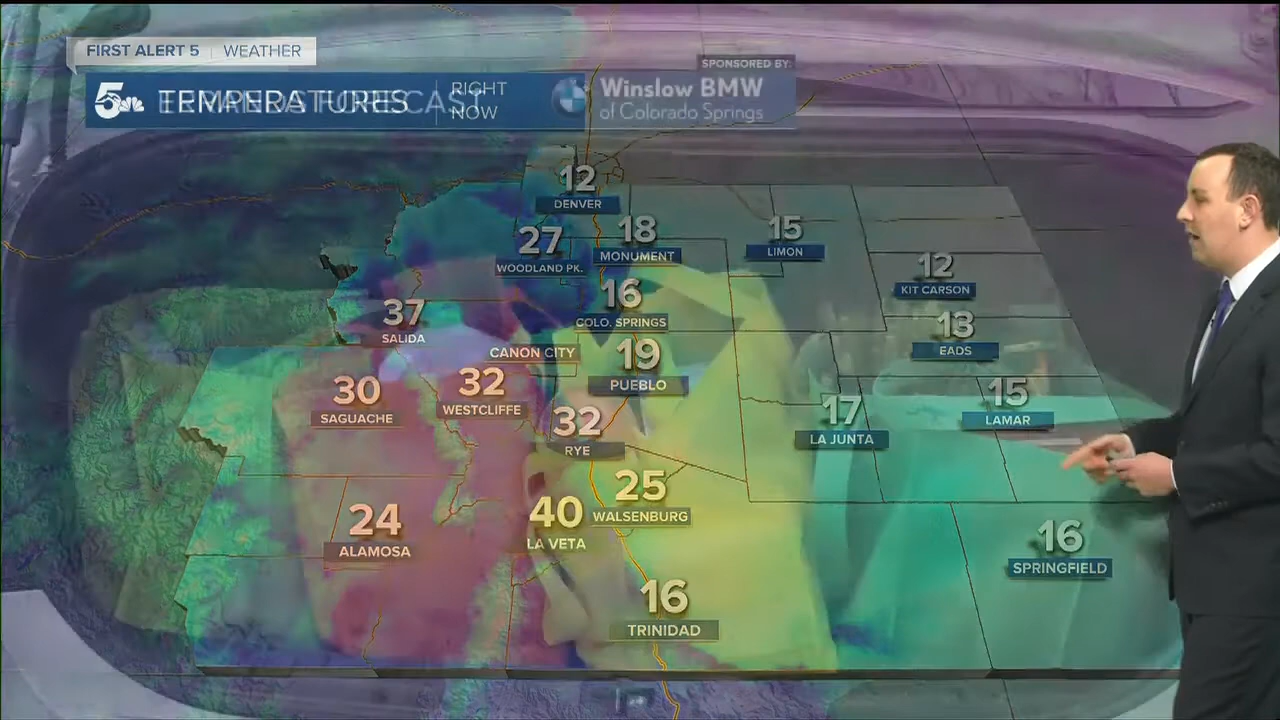 FIRST ALERT 5 | WEATHER
SPONSORED BY:
5 TEMPERATURES
RIGHT NOW
Winslow BMW
of Colorado Springs
12
DENVER
27
WOODLAND PK.
18
MONUMENT
15
LIMON
12
KIT CARSON
16
COLO. SPRINGS
37
SALIDA
13
EADS
CANON CITY
19
PUEBLO
30
SAGUACHE
32
WESTCLIFFE
32
RYE
17
LA JUNTA
15
LAMAR
24
ALAMOSA
40
LA VETA
25
WALSENBURG
16
SPRINGFIELD
16
TRINIDAD